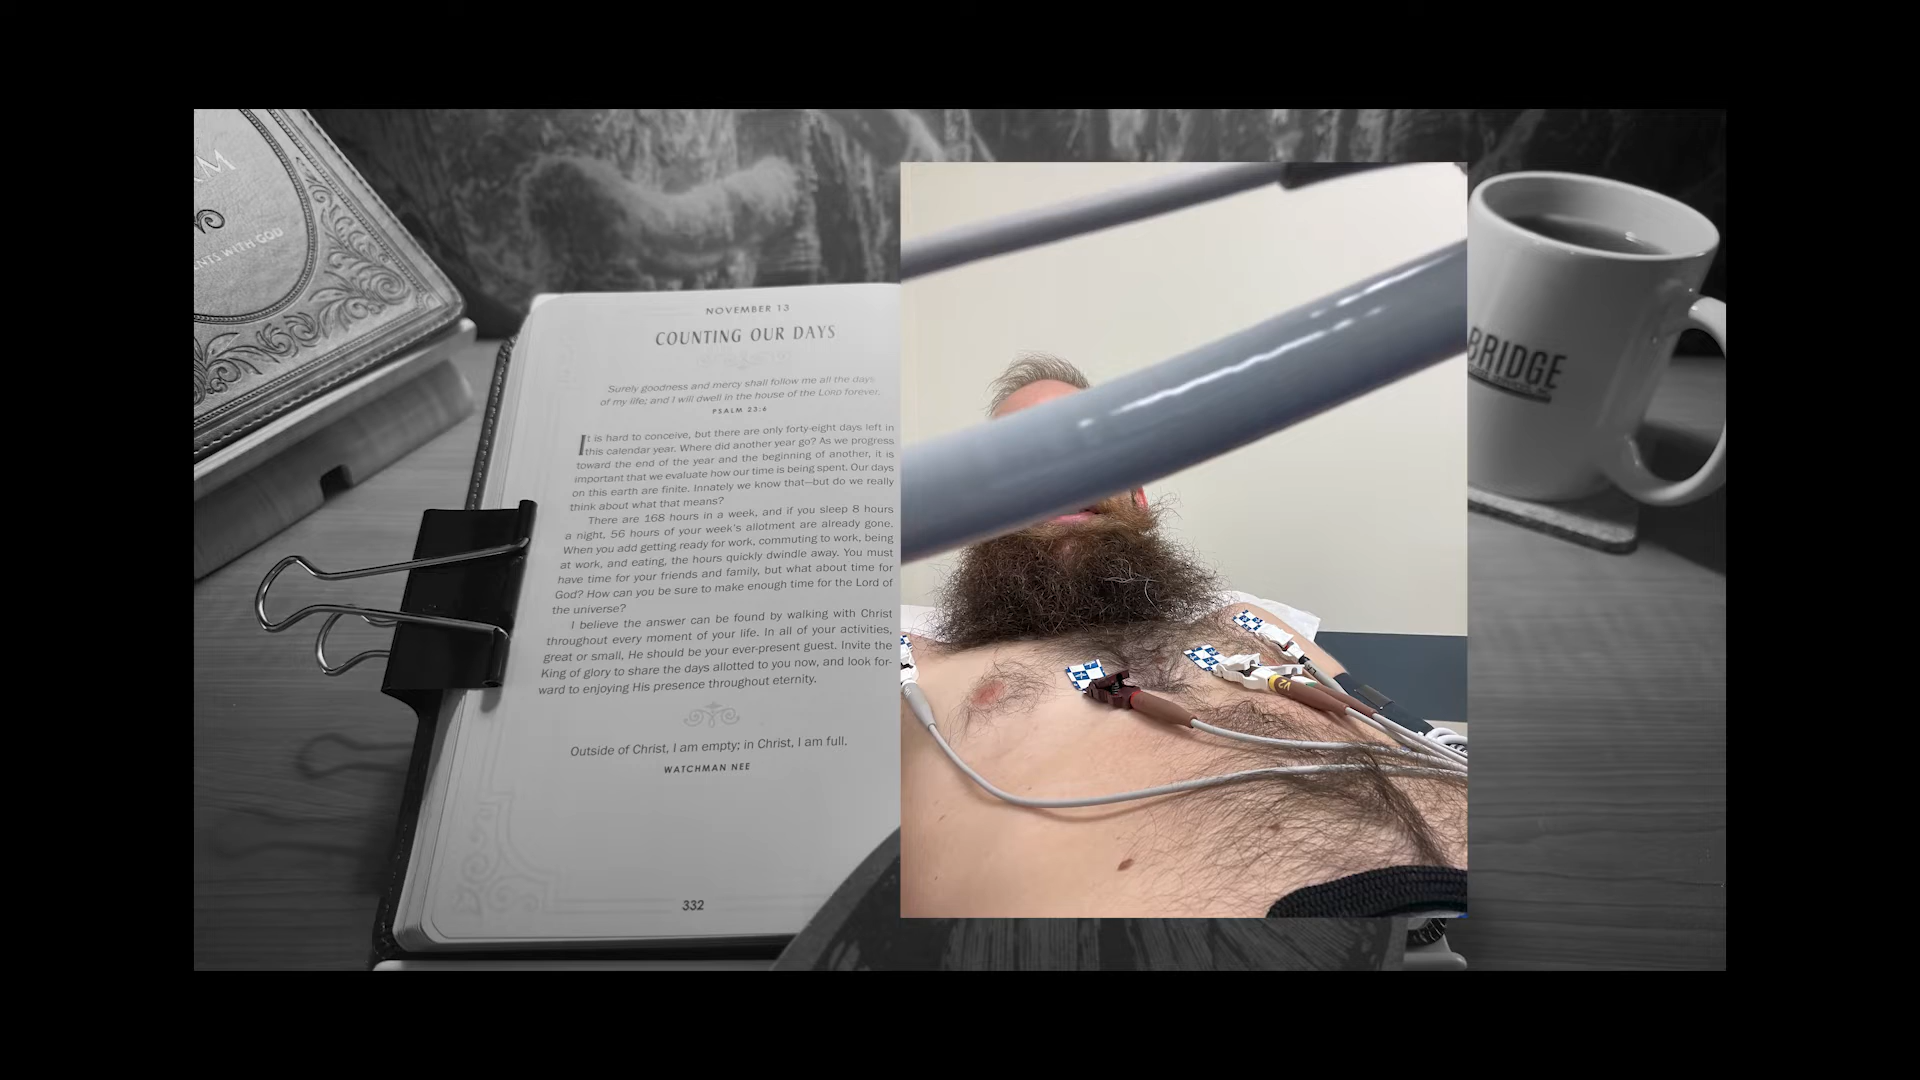 NTS WITH GOD
NOVEMBER 13
COUNTING OUR DAYS
Surely goodness and mercy shall follow me all the days
of my life; and I will dwell in the house of the LORD forever.
PSALM 23:6
It is hard to conceive, but there are only forty-eight days left in
this calendar year. Where did another year go? As we progress
toward the end of the year and the beginning of another, it is
important that we evaluate how our time is being spent. Our days
on this earth are finite. Innately we know that—but do we really
think about what that means?
There are 168 hours in a week, and if you sleep 8 hours
a night, 56 hours of your week's allotment are already gone.
When you add getting ready for work, commuting to work, being
at work, and eating, the hours quickly dwindle away. You must
have time for your friends and family, but what about time for
God? How can you be sure to make enough time for the Lord of
the universe?
I believe the answer can be found by walking with Christ
throughout every moment of your life. In all of your activities,
great or small, He should be your ever-present guest. Invite the
King of glory to share the days allotted to you now, and look for-
ward to enjoying His presence throughout eternity.
Outside of Christ, I am empty; in Christ, I am full.
WATCHMAN NEE
332
BRIDGE
V2